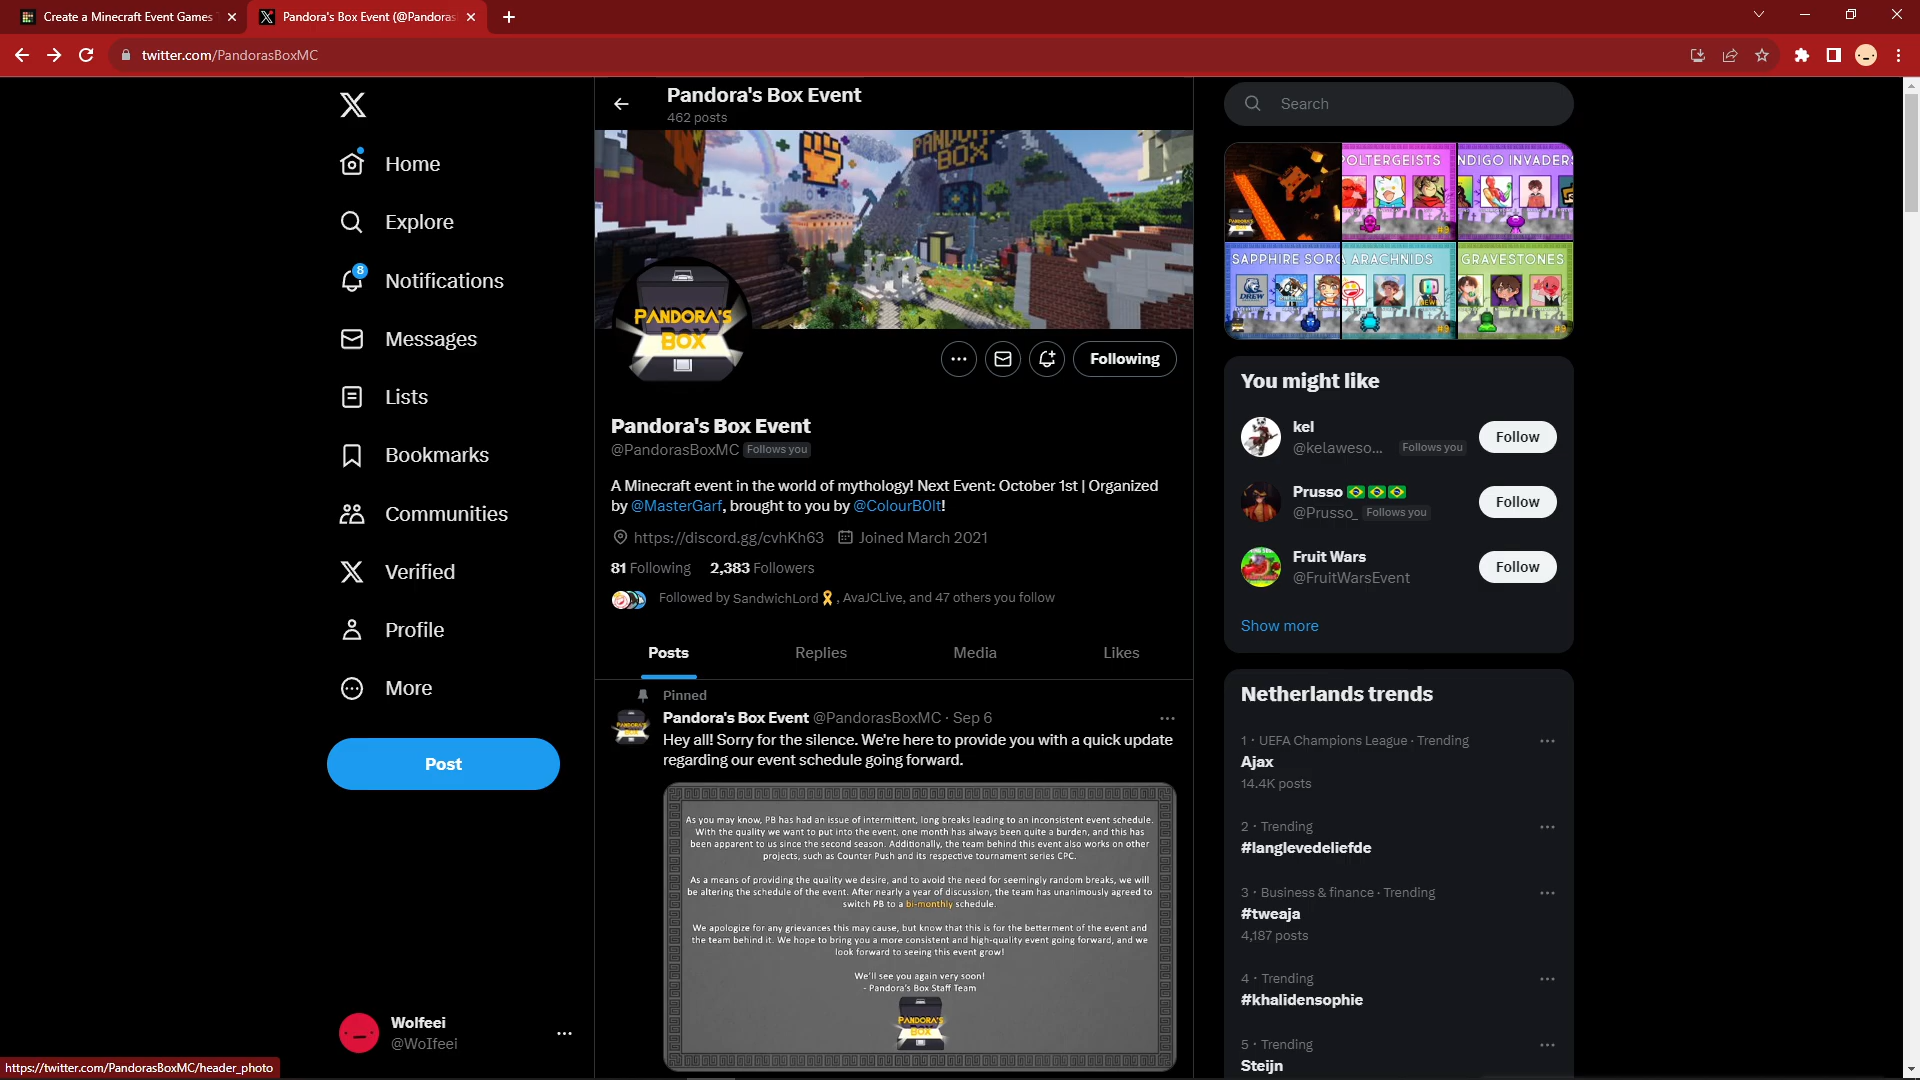 Create a Minecraft Event Games
Pandora's Box Event (@Pandoras
twitter.com/PandorasBoxMC
Home
Explore
8
Notifications
Messages
Lists
Bookmarks
Communities
Verified
Profile
More
Post
Wolfeei
@WoIfeei
https://twitter.com/PandorasBoxMC/header_photo
Pandora's Box Event
462 posts
PANDORA'S
BOX
PANDORA'S
BOX
Following
Pandora's Box Event
@PandorasBoxMC Follows you
A Minecraft event in the world of mythology! Next Event: October 1st | Organized
by @MasterGarf, brought to you by @ColourB0lt!
https://discord.gg/cvhKh63 Joined March 2021
81 Following 2,383 Followers
Followed by SandwichLord🎗, AvaJCLive, and 47 others you follow
Posts Replies Media Likes
Pinned
Pandora's Box Event @PandorasBoxMC · Sep 6
Hey all! Sorry for the silence. We're here to provide you with a quick update
regarding our event schedule going forward.
As you may know, PB has had an issue of intermittent, long breaks leading to an inconsistent event schedule.
With the quality we want to put into the event, one month has always been quite a burden, and this has
been apparent to us since the second season. Additionally, the team behind this event also works on other
projects, such as Counter Push and its respective tournament series CPC.
As a means of providing the quality we desire, and to avoid the need for seemingly random breaks, we will
be altering the schedule of the event. After nearly a year of discussion, the team has unanimously agreed to
switch PB to a bi-monthly schedule.
We apologize for any grievances this may cause, but know that this is for the betterment of the event and
the team behind it. We hope to bring you a more consistent and high-quality event going forward, and we
look forward to seeing this event grow!
We'll see you again very soon!
- Pandora's Box Staff Team
PANDORA'S
BOX
Search
POLTERGEISTS
NDIGO INVADERS
SAPPHIRE SORC
ARACHNIDS
GRAVESTONES
You might like
kel
@kelaweso... Follows you
Follow
Prusso 🇧🇷🇧🇷🇧🇷
@Prusso_ Follows you
Follow
Fruit Wars
@FruitWarsEvent
Follow
Show more
Netherlands trends
1 · UEFA Champions League · Trending
Ajax
14.4K posts
2 · Trending
#langlevedeliefde
3 · Business & finance · Trending
#tweaja
4,187 posts
4 · Trending
#khalidensophie
5 · Trending
Steijn